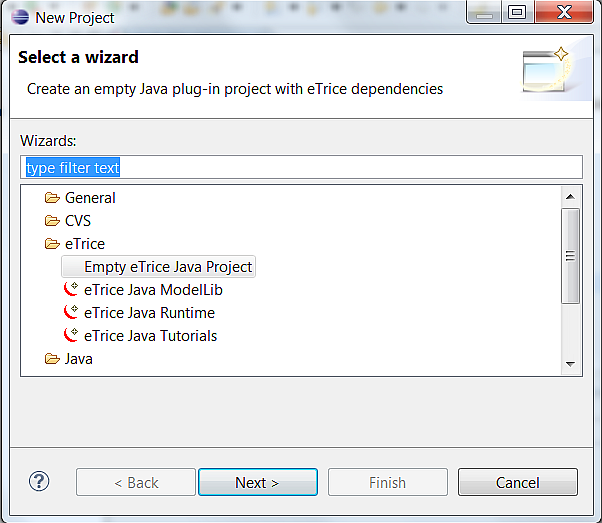 New Project
Select a wizard
Create an empty Java plug-in project with eTrice dependencies
Wizards:
type filter text
General
CVS
eTrice
Empty eTrice Java Project
eTrice Java ModelLib
eTrice Java Runtime
eTrice Java Tutorials
Java
?
< Back Next > Finish Cancel